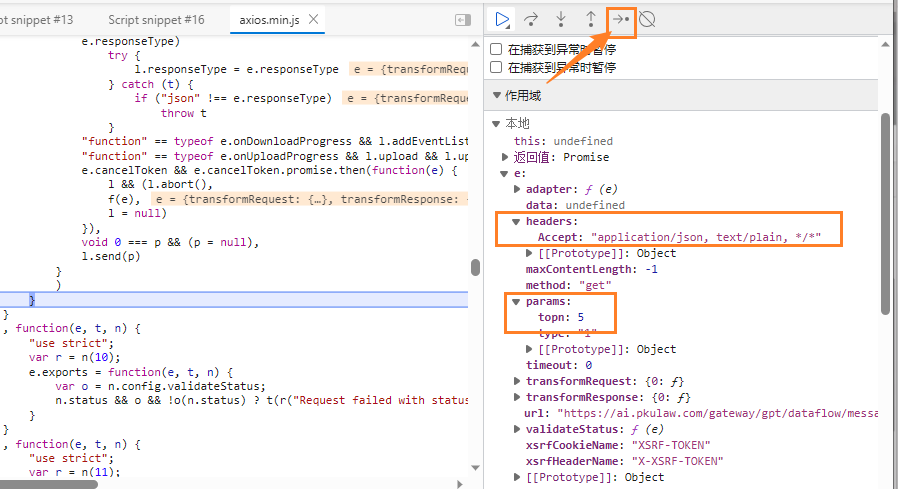 pt snippet #13
Script snippet #16
axios.min.js
e.responseType)
try {
l.responseType = e.responseType e = {transformRequ
} catch (t) {
if ("json" !== e.responseType) e = {transformReque
throw t
}
"function" == typeof e.onDownloadProgress && l.addEventList
"function" == typeof e.onUploadProgress && l.upload && l.up
e.cancelToken && e.cancelToken.promise.then(function(e) {
l && (l.abort(),
f(e), e = {transformRequest: {…}, transformResponse:
l = null)
}),
void 0 === p && (p = null),
l.send(p)
}
)
}
}
, function(e, t, n) {
"use strict";
var r = n(10);
e.exports = function(e, t, n) {
var o = n.config.validateStatus;
n.status && o && !o(n.status) ? t(r("Request failed with status
}
}
, function(e, t, n) {
"use strict";
var r = n(11);
在捕获到异常时暂停
在捕获到异常时暂停
作用域
本地
this: undefined
返回值: Promise
e:
adapter: ƒ (e)
data: undefined
headers:
Accept: "application/json, text/plain, */*"
[[Prototype]]: Object
maxContentLength: -1
method: "get"
params:
topn: 5
type: "1"
[[Prototype]]: Object
timeout: 0
transformRequest: {0: ƒ}
transformResponse: {0: ƒ}
url: "https://ai.pkulaw.com/gateway/gpt/dataflow/messa
validateStatus: ƒ (e)
xsrfCookieName: "XSRF-TOKEN"
xsrfHeaderName: "X-XSRF-TOKEN"
[[Prototype]]: Object